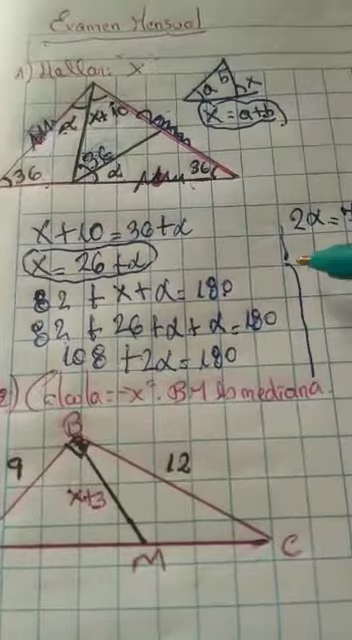 Examen Mensual
1) Hallar: "x"
α x+10
36 36 α 36
a b x
x = a+b
x+10 = 36+α
x = 26+α
82 + x+α = 180
82 + 26+α+α = 180
108 + 2α = 180
2α =
2) Calcula = "x". BM es mediana.
B
9 12
x+3
M C